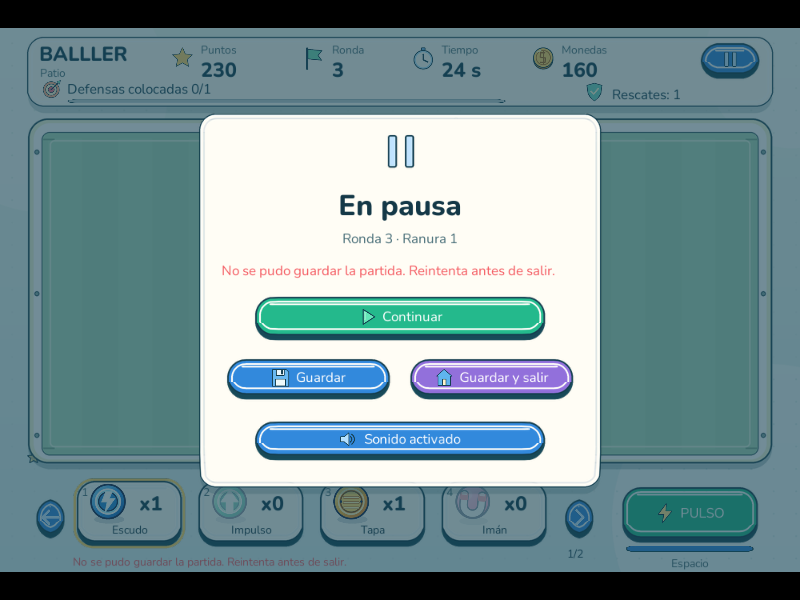 BALLLER
Patio
Puntos
230
Ronda
3
Tiempo
24 s
Monedas
160
Defensas colocadas 0/1
Rescates: 1
En pausa
Ronda 3 · Ranura 1
No se pudo guardar la partida. Reintenta antes de salir.
Continuar
Guardar
Guardar y salir
Sonido activado
1
x1
Escudo
2
x0
Impulso
3
x1
Tapa
4
x0
Imán
1/2
PULSO
Espacio
No se pudo guardar la partida. Reintenta antes de salir.